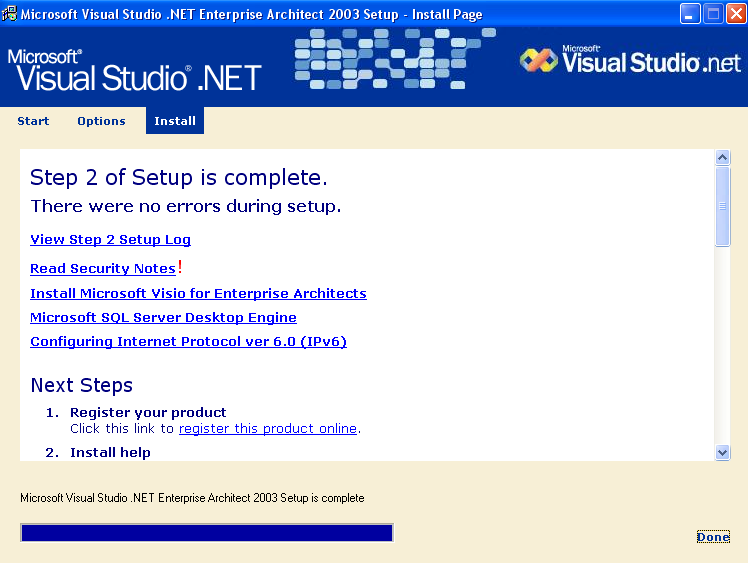 Microsoft Visual Studio .NET Enterprise Architect 2003 Setup - Install Page
Microsoft®
Visual Studio® .NET
Microsoft®
Visual Studio.net
Start Options Install
Step 2 of Setup is complete.
There were no errors during setup.
View Step 2 Setup Log
Read Security Notes!
Install Microsoft Visio for Enterprise Architects
Microsoft SQL Server Desktop Engine
Configuring Internet Protocol ver 6.0 (IPv6)
Next Steps
1. Register your product
Click this link to register this product online.
2. Install help
Microsoft Visual Studio .NET Enterprise Architect 2003 Setup is complete
Done